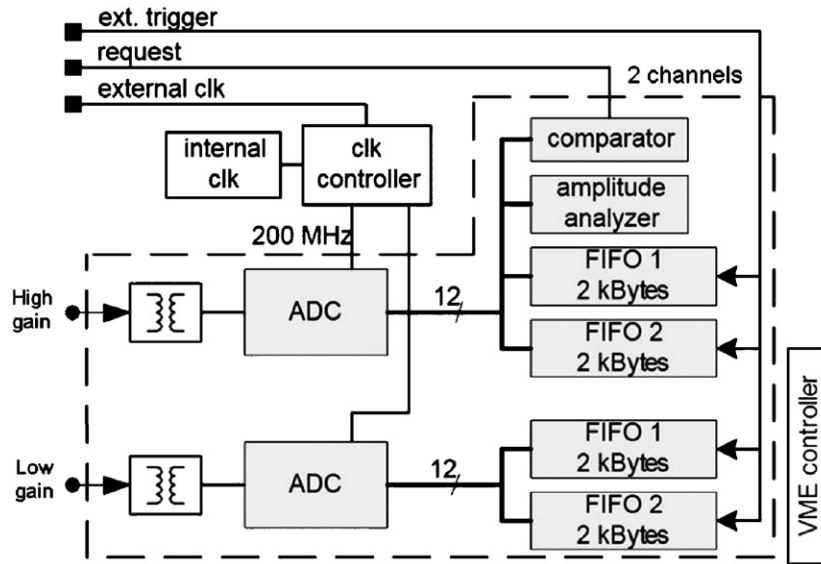 ext. trigger
request
external clk
2 channels
internal
clk
clk
controller
comparator
amplitude
analyzer
200 MHz
FIFO 1
2 kBytes
High
gain
ADC
12
FIFO 2
2 kBytes
VME controller
FIFO 1
2 kBytes
Low
gain
ADC
12
FIFO 2
2 kBytes